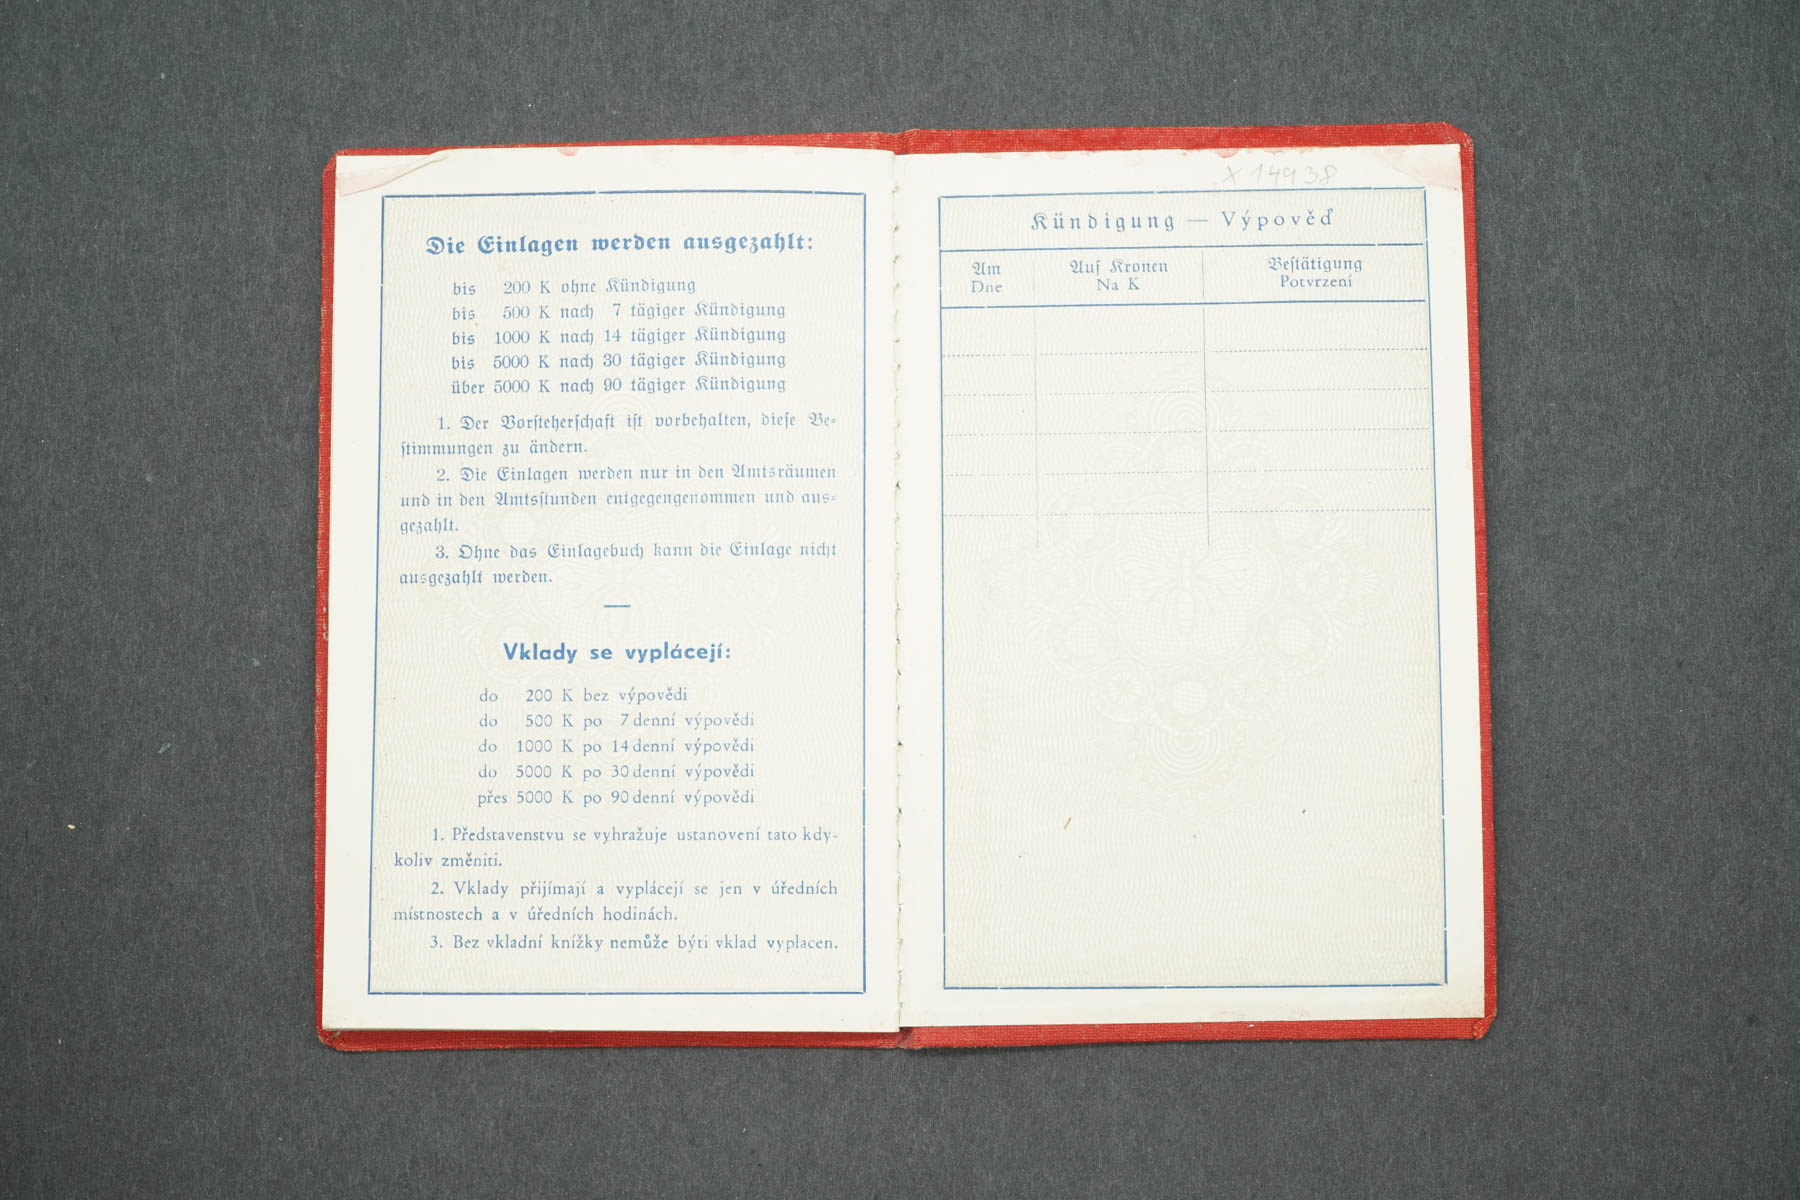 Die Einlagen werden ausgezahlt:
bis 200 K ohne Kündigung
bis 500 K nach 7 tägiger Kündigung
bis 1000 K nach 14 tägiger Kündigung
bis 5000 K nach 30 tägiger Kündigung
über 5000 K nach 90 tägiger Kündigung
1. Der Vorsteherschaft ist vorbehalten, diese Be-
stimmungen zu ändern.
2. Die Einlagen werden nur in den Amtsräumen
und in den Amtsstunden entgegengenommen und aus-
gezahlt.
3. Ohne das Einlagebuch kann die Einlage nicht
ausgezahlt werden.
Vklady se vyplácejí:
do 200 K bez výpovědi
do 500 K po 7 denní výpovědi
do 1000 K po 14 denní výpovědi
do 5000 K po 30 denní výpovědi
přes 5000 K po 90 denní výpovědi
1. Představenstvu se vyhražuje ustanovení tato kdy-
koliv změniti.
2. Vklady přijímají a vyplácejí se jen v úředních
místnostech a v úředních hodinách.
3. Bez vkladní knížky nemůže býti vklad vyplacen.
X 14938
Kündigung — Výpověď
Am Auf Kronen Bestätigung
Dne Na K Potvrzení